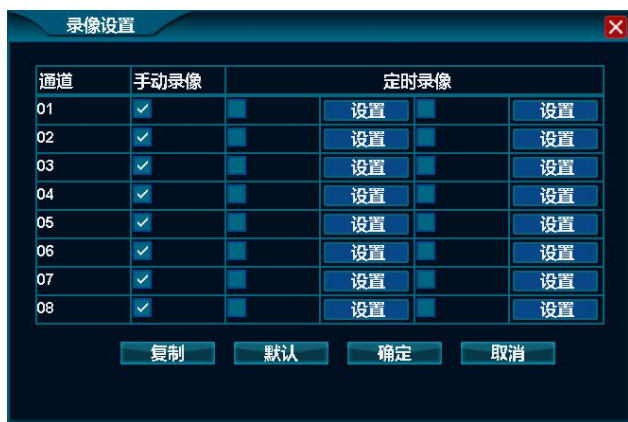 录像设置
通道 手动录像 定时录像
01 设置 设置
02 设置 设置
03 设置 设置
04 设置 设置
05 设置 设置
06 设置 设置
07 设置 设置
08 设置 设置
复制 默认 确定 取消